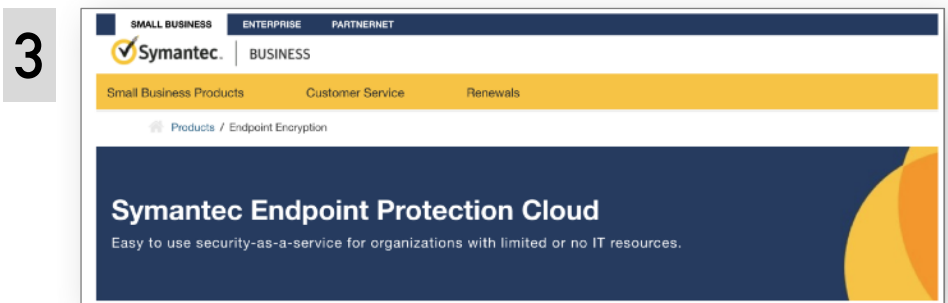 3
SMALL BUSINESS ENTERPRISE PARTNERNET
Symantec. BUSINESS
Small Business Products Customer Service Renewals
Products / Endpoint Encryption
Symantec Endpoint Protection Cloud
Easy to use security-as-a-service for organizations with limited or no IT resources.